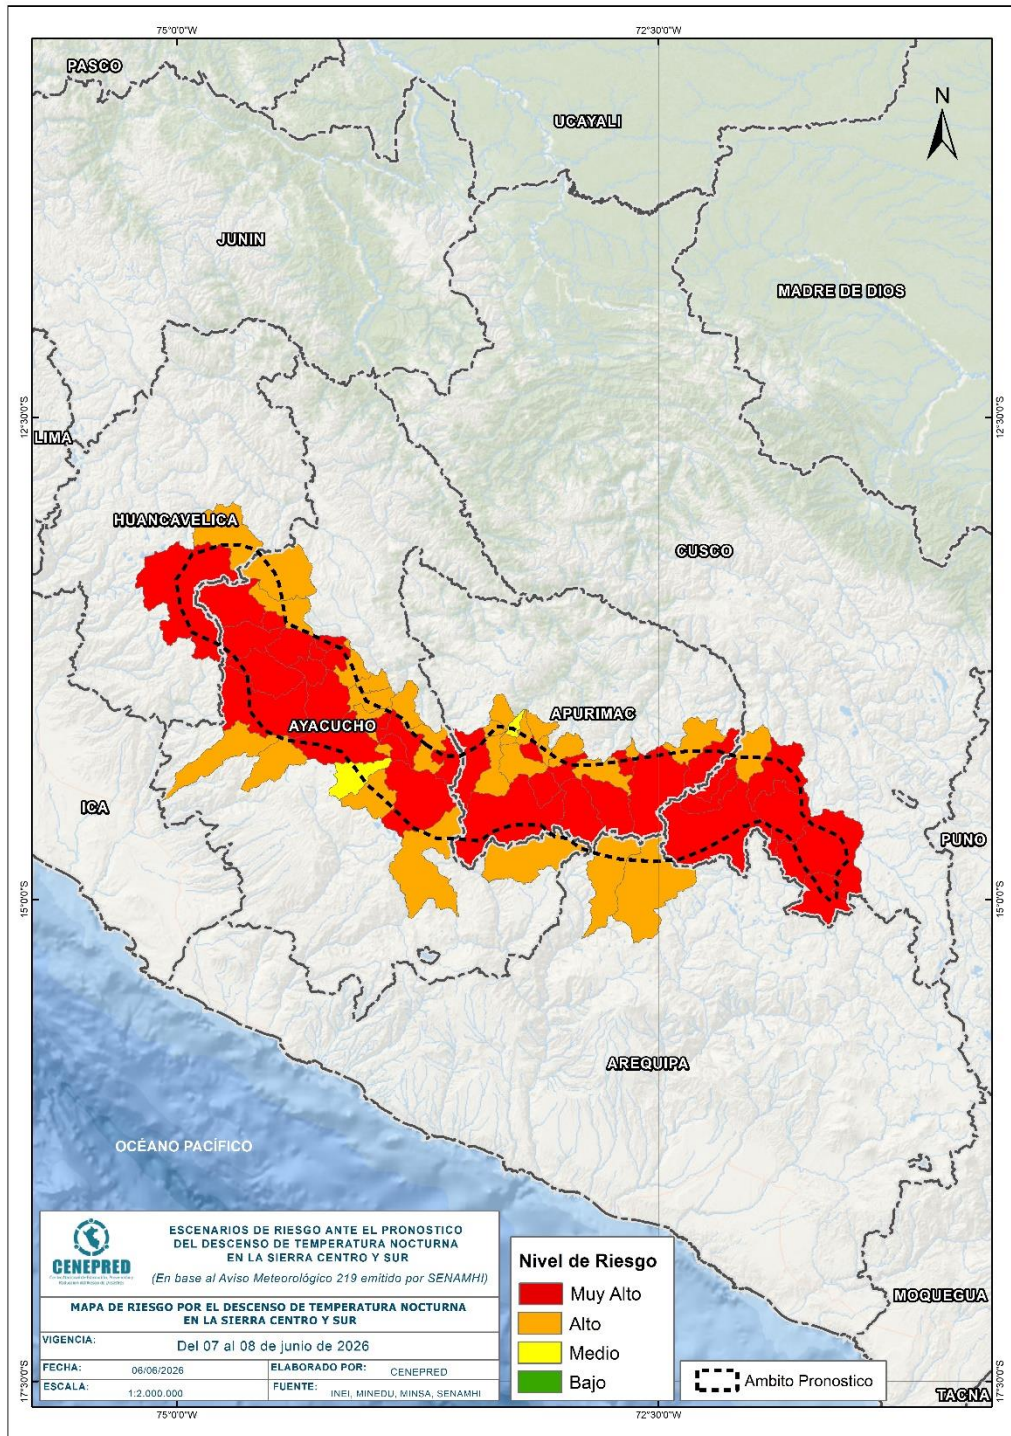 75°0'0"W
72°30'0"W
PASCO
N
UCAYALI
JUNIN
MADRE DE DIOS
12°30'0"S
12°30'0"S
LIMA
HUANCAVELICA
CUSCO
AYACUCHO
APURIMAC
ICA
PUNO
15°0'0"S
15°0'0"S
AREQUIPA
OCÉANO PACÍFICO
MOQUEGUA
TACNA
17°30'0"S
17°30'0"S
CENEPRED
ESCENARIOS DE RIESGO ANTE EL PRONOSTICO
DEL DESCENSO DE TEMPERATURA NOCTURNA
EN LA SIERRA CENTRO Y SUR
(En base al Aviso Meteorológico 219 emitido por SENAMHI)
MAPA DE RIESGO POR EL DESCENSO DE TEMPERATURA NOCTURNA
EN LA SIERRA CENTRO Y SUR
VIGENCIA: Del 07 al 08 de junio de 2026
FECHA: 06/06/2026 ELABORADO POR: CENEPRED
ESCALA: 1:2.000.000 FUENTE: INEI, MINEDU, MINSA, SENAMHI
Nivel de Riesgo
Muy Alto
Alto
Medio
Bajo
Ambito Pronostico
75°0'0"W
72°30'0"W